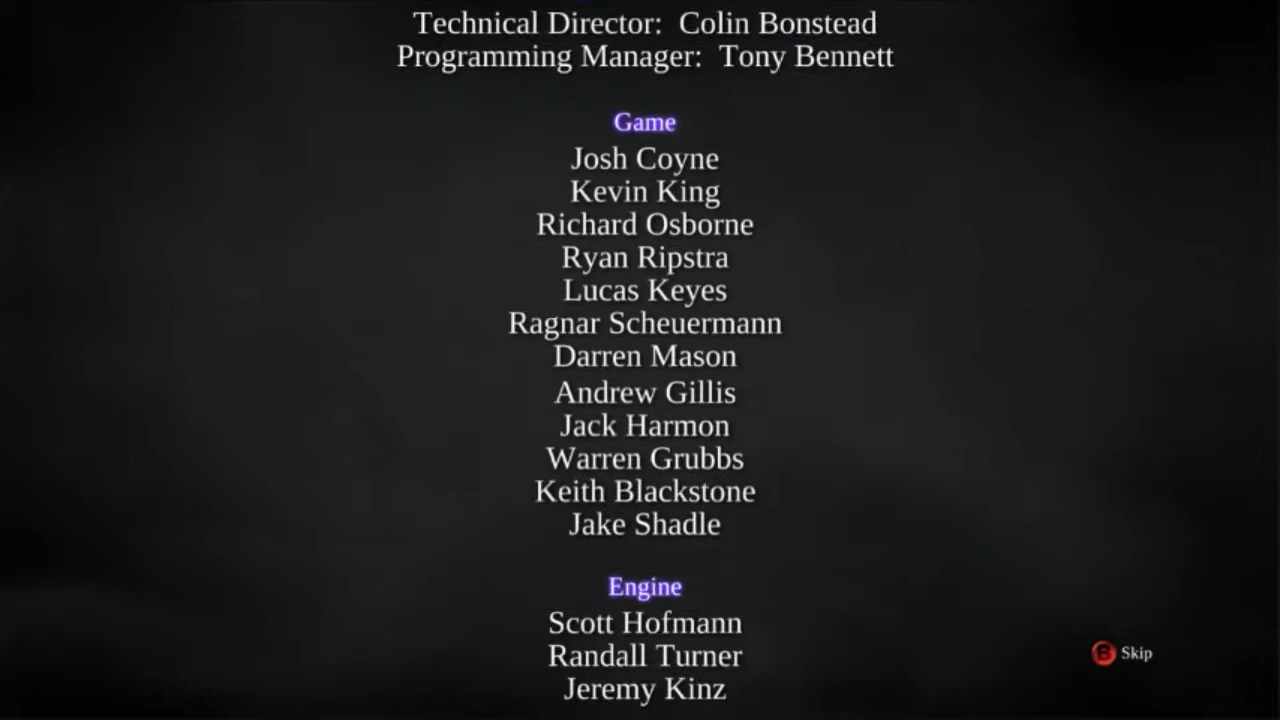 Technical Director: Colin Bonstead
Programming Manager: Tony Bennett
Game
Josh Coyne
Kevin King
Richard Osborne
Ryan Ripstra
Lucas Keyes
Ragnar Scheuermann
Darren Mason
Andrew Gillis
Jack Harmon
Warren Grubbs
Keith Blackstone
Jake Shadle
Engine
Scott Hofmann
Randall Turner
Jeremy Kinz
B Skip